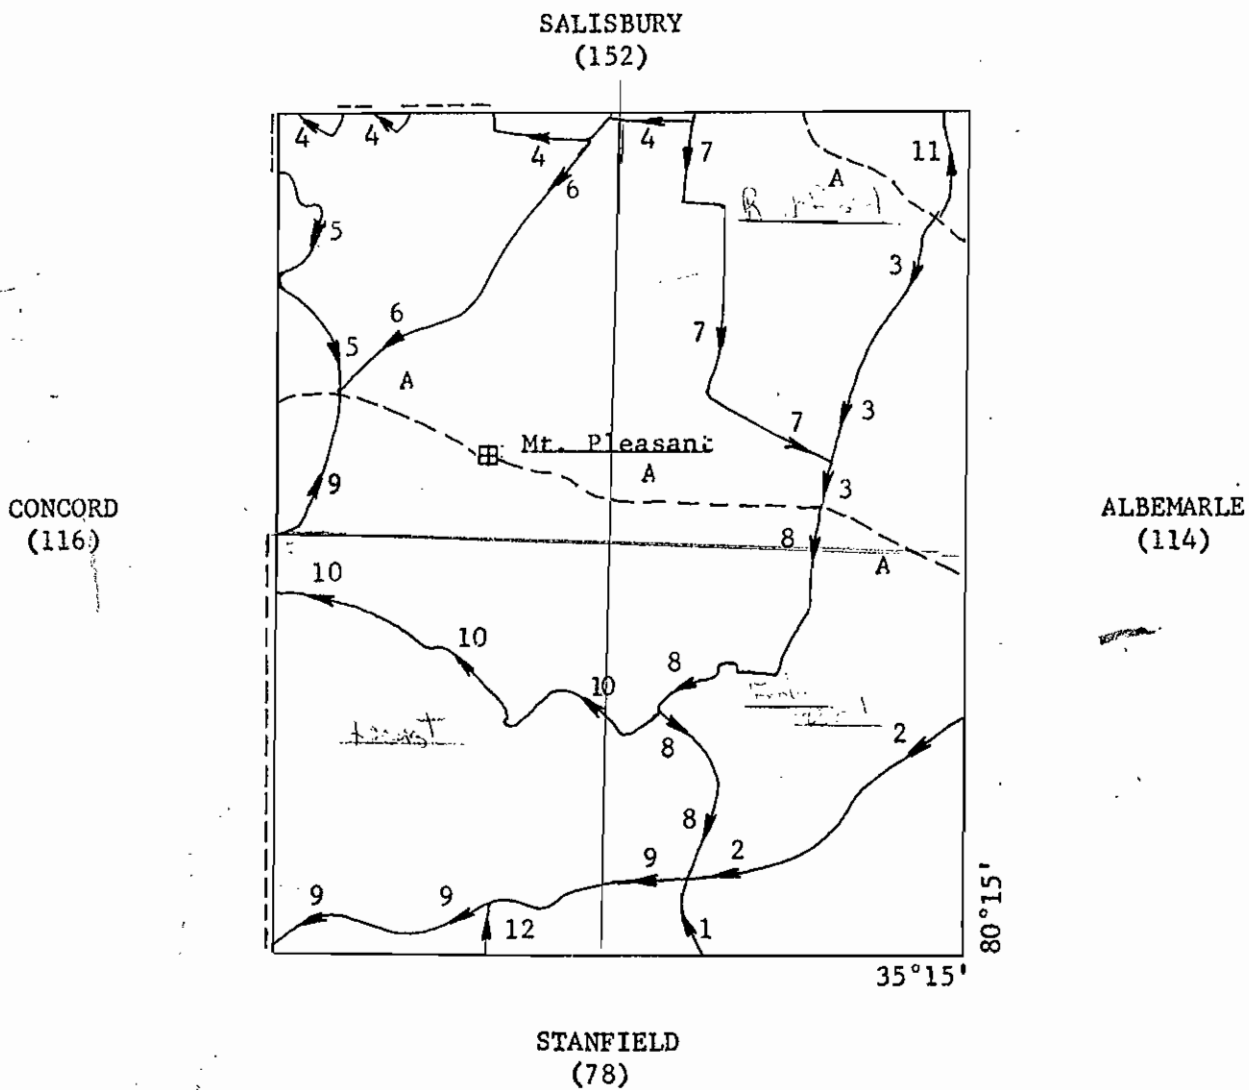 SALISBURY
(152)
4 4 4 4 7 11
6 A
5 3
6 7
5 A 3
7
Mt. Pleasant
A
9 3
CONCORD
(116)
ALBEMARLE
(114)
8
A
10
10 8
10
8 2
8
9 2
9 9
12 1
80°15'
35°15'
STANFIELD
(78)